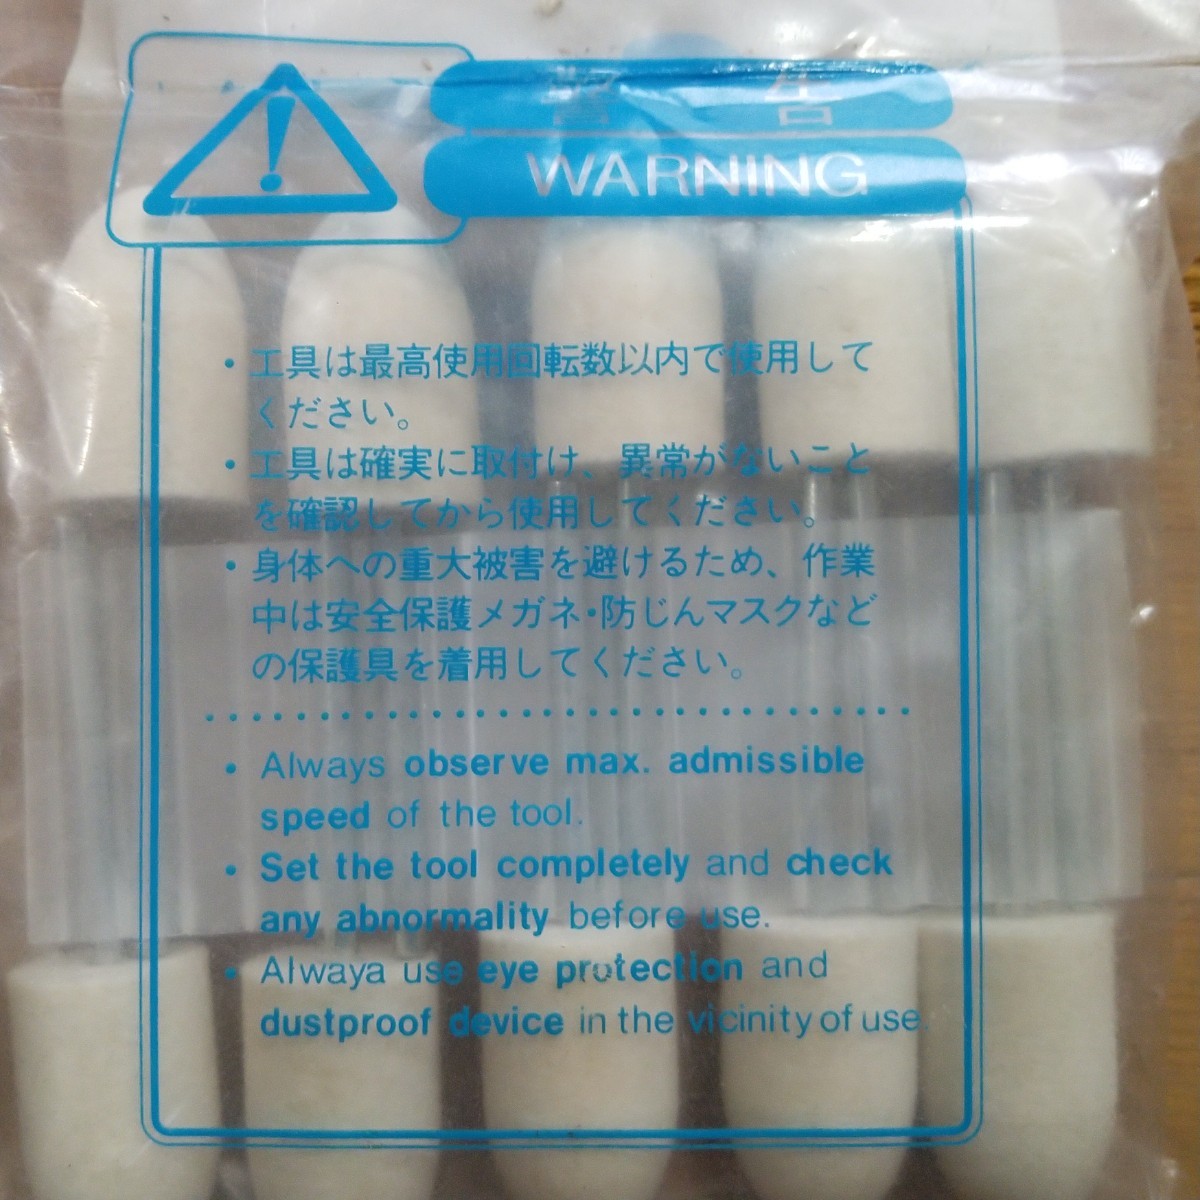 警告
WARNING
・工具は最高使用回転数以内で使用して
ください。
・工具は確実に取付け、異常がないこと
を確認してから使用してください。
・身体への重大被害を避けるため、作業
中は安全保護メガネ・防じんマスクなど
の保護具を着用してください。
• Always observe max. admissible
speed of the tool.
• Set the tool completely and check
any abnormality before use.
• Alwaya use eye protection and
dustproof device in the vicinity of use.